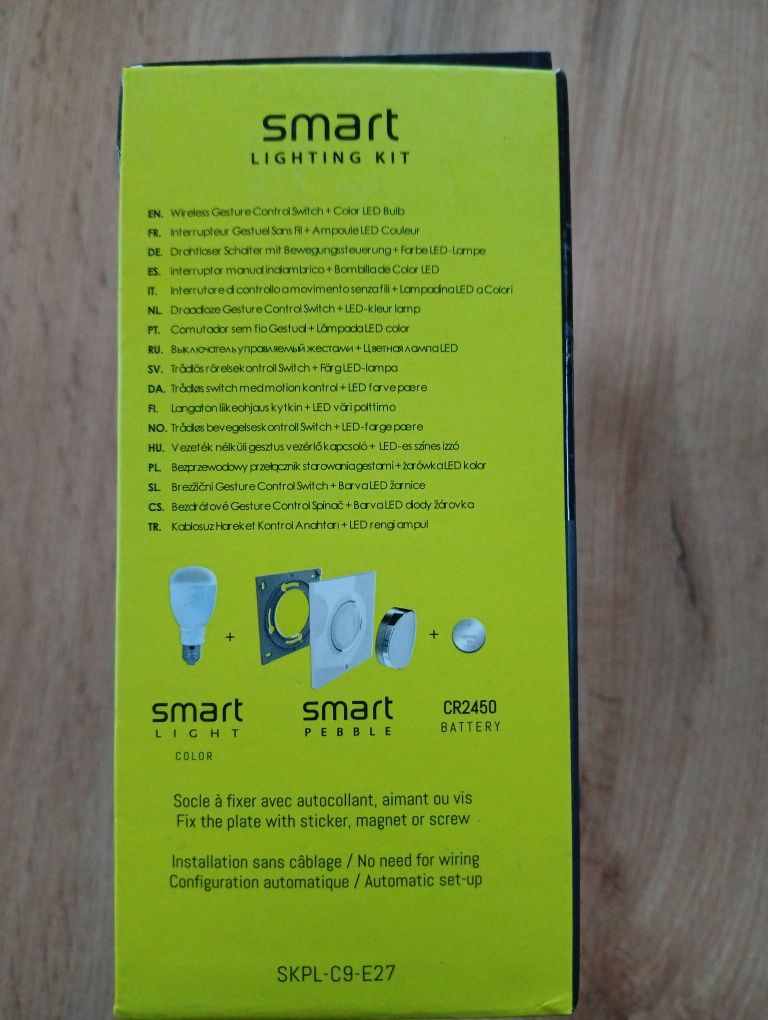 smart
LIGHTING KIT
EN. Wireless Gesture Control Switch + Color LED Bulb
FR. Interrupteur Gestuel Sans Fil + Ampoule LED Couleur
DE. Drahtloser Schalter mit Bewegungssteuerung + Farbe LED-Lampe
ES. interruptor manual inalambrico + Bombilla de Color LED
IT. Interrutore di controllo a movimento senza fili + Lampadina LED a Colori
NL. Draadloze Gesture Control Switch + LED-kleur lamp
PT. Comutador sem fio Gestual + Lâmpada LED color
RU. Выключатель управляемый жестами + Цветная лампа LED
SV. Trådlös rörelsekontroll Switch + Färg LED-lampa
DA. Trådløs switch med motion kontrol + LED farve pære
FI. Langaton liikeohjaus kytkin + LED väri polttimo
NO. Trådløs bevegelseskontroll Switch + LED-farge pære
HU. Vezeték nélküli gesztus vezérlő kapcsoló + LED-es színes izzó
PL. Bezprzewodowy przełącznik starowania gestami + żarówka LED kolor
SL. Brezžični Gesture Control Switch + Barva LED žarnice
CS. Bezdrátové Gesture Control Spínač + Barva LED diody žárovka
TR. Kablosuz Hareket Kontrol Anahtarı + LED rengi ampul
+ +
smart smart CR2450
LIGHT PEBBLE BATTERY
COLOR
Socle à fixer avec autocollant, aimant ou vis
Fix the plate with sticker, magnet or screw
Installation sans câblage / No need for wiring
Configuration automatique / Automatic set-up
SKPL-C9-E27